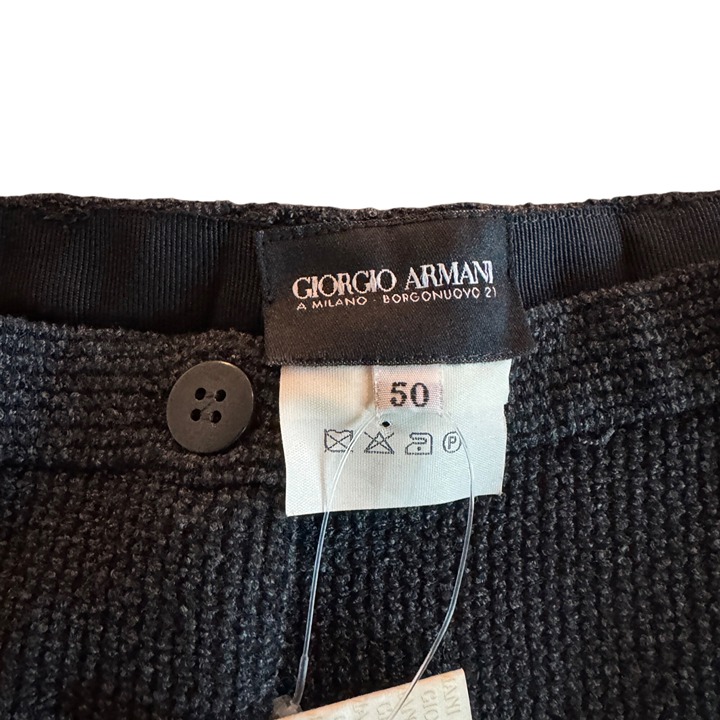 GIORGIO ARMANI
A MILANO · BORGONUOVO 21
50
P